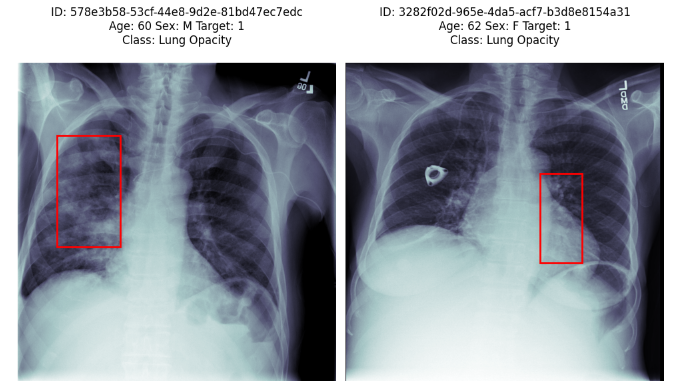 ID: 578e3b58-53cf-44e8-9d2e-81bd47ec7edc
Age: 60 Sex: M Target: 1
Class: Lung Opacity
ID: 3282f02d-965e-4da5-acf7-b3d8e8154a31
Age: 62 Sex: F Target: 1
Class: Lung Opacity
L
L